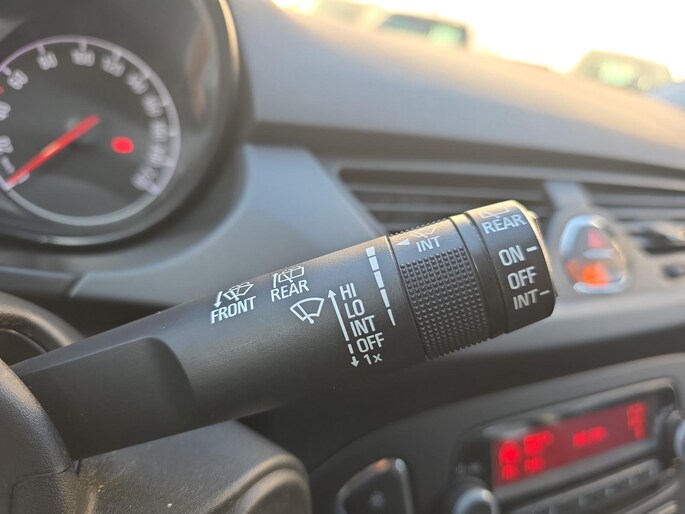 FRONT
REAR
HI
LO
INT
OFF
1x
INT
REAR
ON
OFF
INT